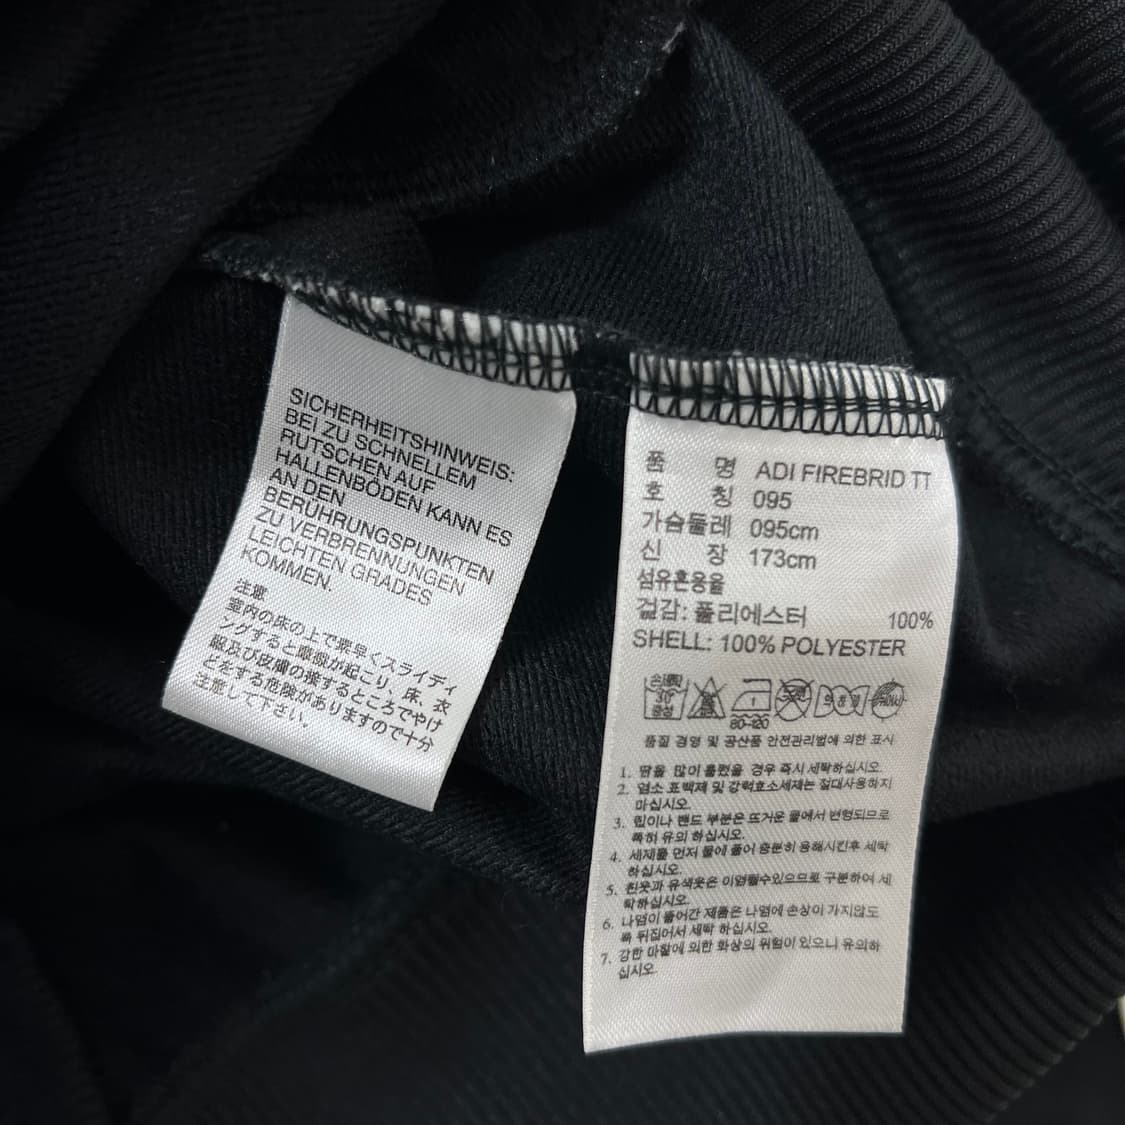 SICHERHEITSHINWEIS:
BEI ZU SCHNELLEM
RUTSCHEN AUF
HALLENBÖDEN KANN ES
AN DEN
BERÜHRUNGSPUNKTEN
ZU VERBRENNUNGEN
LEICHTEN GRADES
KOMMEN.
注意
室内の床の上で素早くスライディ
ングすると摩擦が起こり、床、衣
服及び皮膚の接するところでやけ
どをする危険がありますので十分
注意して下さい。
품 명 ADI FIREBRID TT
호 칭 095
가슴둘레 095cm
신 장 173cm
섬유혼용율
겉감: 폴리에스터 100%
SHELL: 100% POLYESTER
손세탁
30°
중성
1
80-120
품질 경영 및 공산품 안전관리법에 의한 표시
1. 땀을 많이 흘렸을 경우 즉시 세탁하십시오.
2. 염소 표백제 및 강력효소세제는 절대사용하지
마십시오.
3. 립이나 밴드 부분은 뜨거운 물에서 변형되므로
특히 유의 하십시오.
4. 세제를 먼저 물에 풀어 충분히 용해시킨후 세탁
하십시오.
5. 흰옷과 유색옷은 이염될수있으므로 구분하여 세
탁하십시오.
6. 나염이 들어간 제품은 나염에 손상이 가지않도
록 뒤집어서 세탁 하십시오.
7. 강한 마찰에 의한 화상의 위험이 있으니 유의하
십시오.